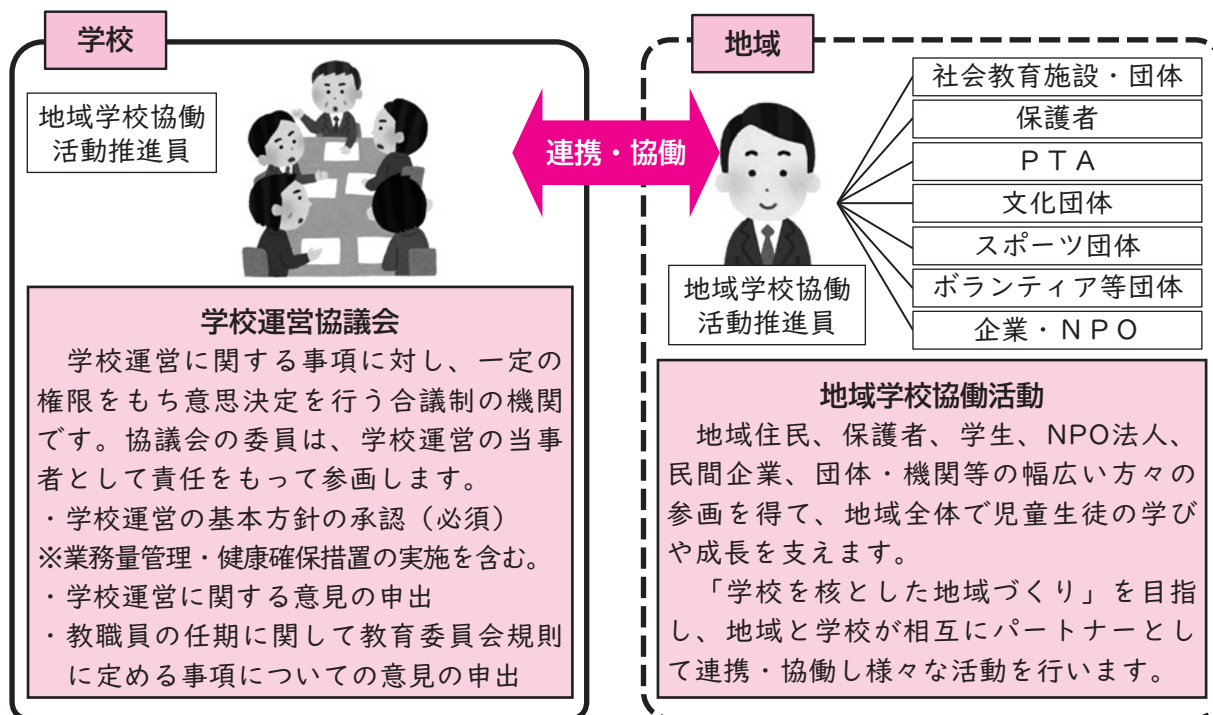 学校
地域学校協働
活動推進員
学校運営協議会
学校運営に関する事項に対し、一定の
権限をもち意思決定を行う合議制の機関
です。協議会の委員は、学校運営の当事
者として責任をもって参画します。
・学校運営の基本方針の承認（必須）
※業務量管理・健康確保措置の実施を含む。
・学校運営に関する意見の申出
・教職員の任期に関して教育委員会規則
に定める事項についての意見の申出
連携・協働
地域
社会教育施設・団体
保護者
ＰＴＡ
文化団体
スポーツ団体
ボランティア等団体
企業・ＮＰＯ
地域学校協働
活動推進員
地域学校協働活動
地域住民、保護者、学生、NPO法人、
民間企業、団体・機関等の幅広い方々の
参画を得て、地域全体で児童生徒の学び
や成長を支えます。
「学校を核とした地域づくり」を目指
し、地域と学校が相互にパートナーとし
て連携・協働し様々な活動を行います。